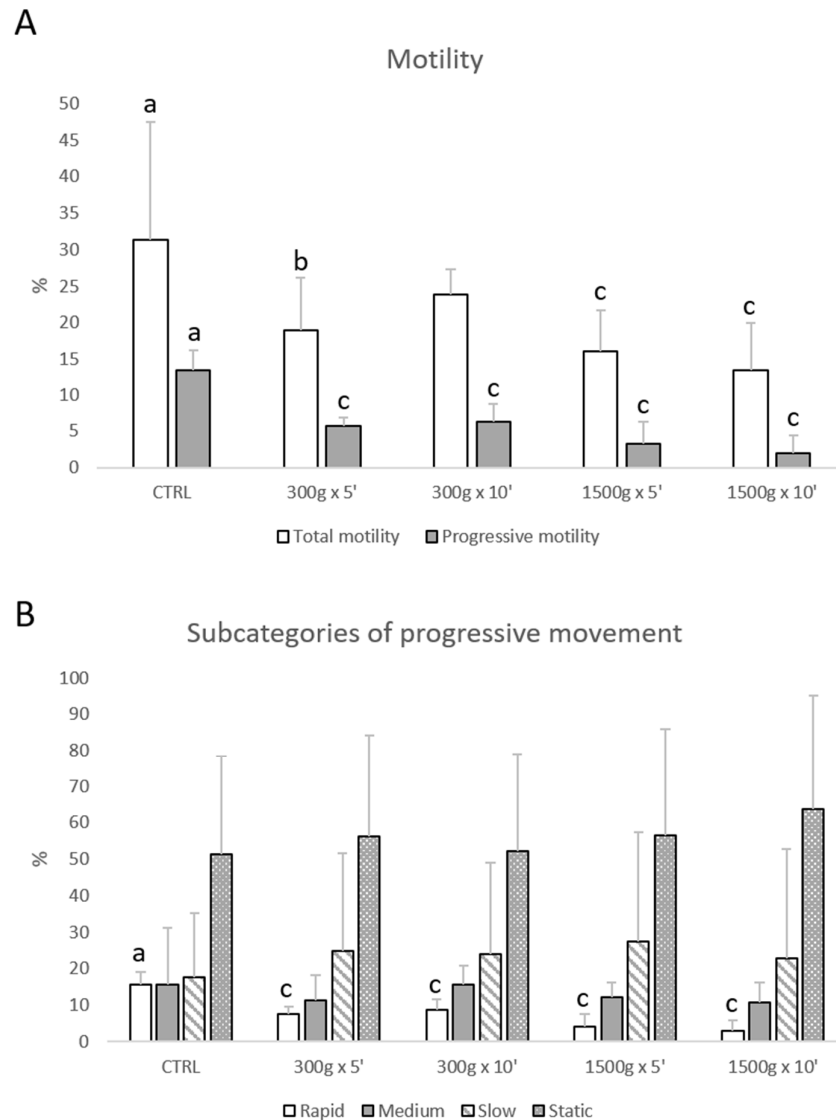 A
Motility
50
45
40
35
30
25
20
15
10
5
0
%
a
a
b
c
c
c
c
c
c
CTRL 300g x 5' 300g x 10' 1500g x 5' 1500g x 10'
Total motility Progressive motility
B
Subcategories of progressive movement
100
90
80
70
60
50
40
30
20
10
0
%
a
c
c
c
c
CTRL 300g x 5' 300g x 10' 1500g x 5' 1500g x 10'
Rapid Medium Slow Static